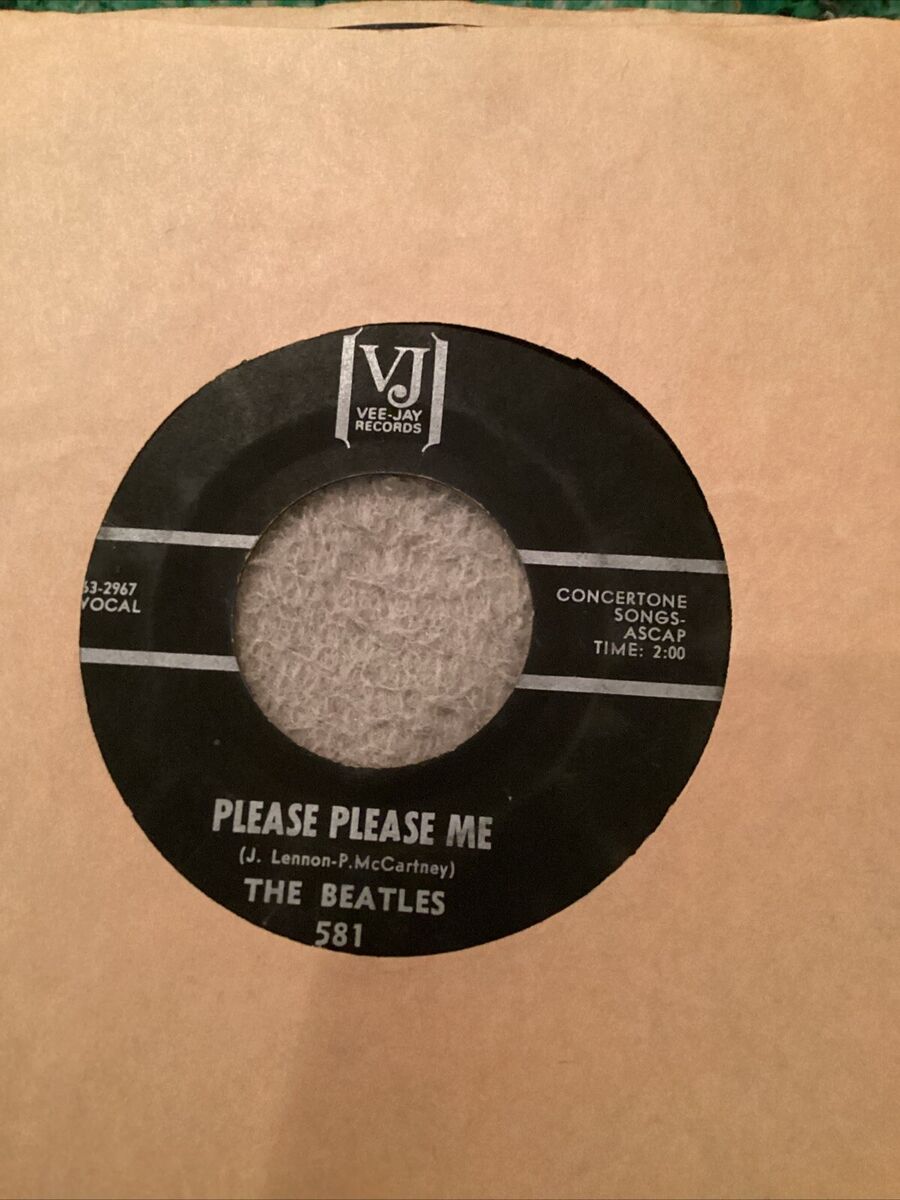 VJ
VEE-JAY
RECORDS
63-2967
VOCAL
CONCERTONE
SONGS-
ASCAP
TIME: 2:00
PLEASE PLEASE ME
(J. Lennon-P.McCartney)
THE BEATLES
581